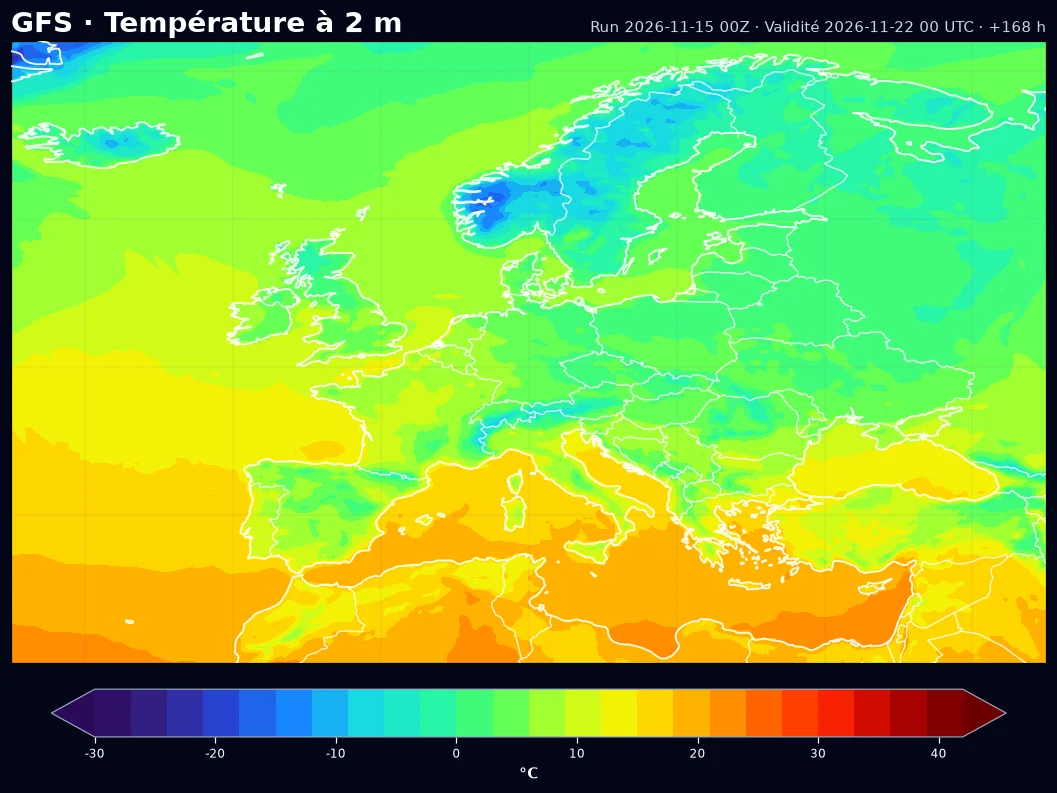 GFS · Température à 2 m
Run 2026-11-15 00Z · Validité 2026-11-22 00 UTC · +168 h
-30 -20 -10 0 10 20 30 40
°C